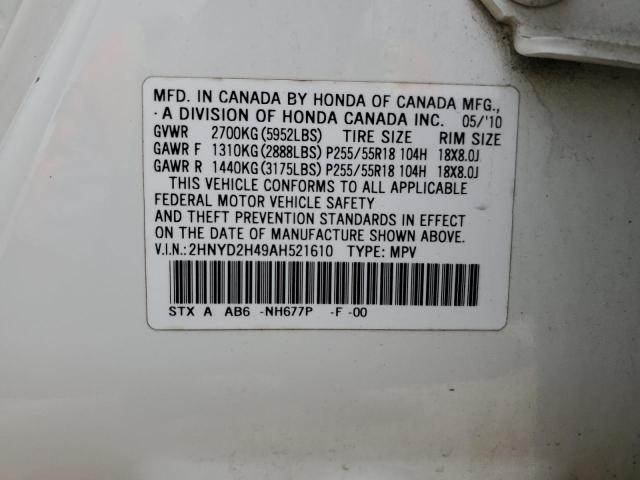 MFD. IN CANADA BY HONDA OF CANADA MFG.,
· A DIVISION OF HONDA CANADA INC. 05/'10
GVWR 2700KG(5952LBS) TIRE SIZE RIM SIZE
GAWR F 1310KG(2888LBS) P255/55R18 104H 18X8.0J
GAWR R 1440KG(3175LBS) P255/55R18 104H 18X8.0J
THIS VEHICLE CONFORMS TO ALL APPLICABLE
FEDERAL MOTOR VEHICLE SAFETY
AND THEFT PREVENTION STANDARDS IN EFFECT
ON THE DATE OF MANUFACTURE SHOWN ABOVE.
V.I.N.: 2HNYD2H49AH521610 TYPE: MPV
STX A AB6 -NH677P -F -00